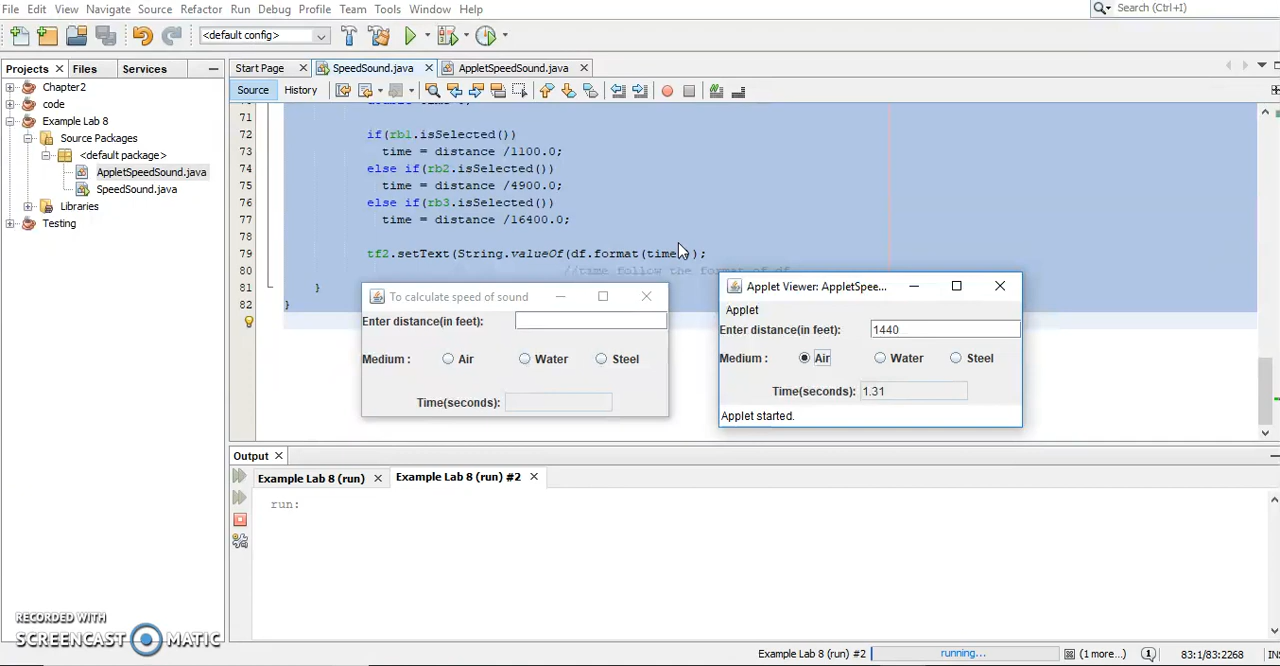 File Edit View Navigate Source Refactor Run Debug Profile Team Tools Window Help
Search (Ctrl+I)
<default config>
Projects Files Services
Start Page SpeedSound.java AppletSpeedSound.java
Source History
Chapter2
code
Example Lab 8
Source Packages
<default package>
AppletSpeedSound.java
SpeedSound.java
Libraries
Testing
71
72 if(rb1.isSelected())
73 time = distance /1100.0;
74 else if(rb2.isSelected())
75 time = distance /4900.0;
76 else if(rb3.isSelected())
77 time = distance /16400.0;
78
79 tf2.setText(String.valueOf(df.format(time));
80 //time follow the format of df
81 }
82 }
To calculate speed of sound
Enter distance(in feet):
Medium : Air Water Steel
Time(seconds):
Applet Viewer: AppletSpee...
Applet
Enter distance(in feet): 1440
Medium : Air Water Steel
Time(seconds): 1.31
Applet started.
Output
Example Lab 8 (run) Example Lab 8 (run) #2
run:
RECORDED WITH
SCREENCAST MATIC
Example Lab 8 (run) #2 running... (1 more...) 83:1/83:2268 IN